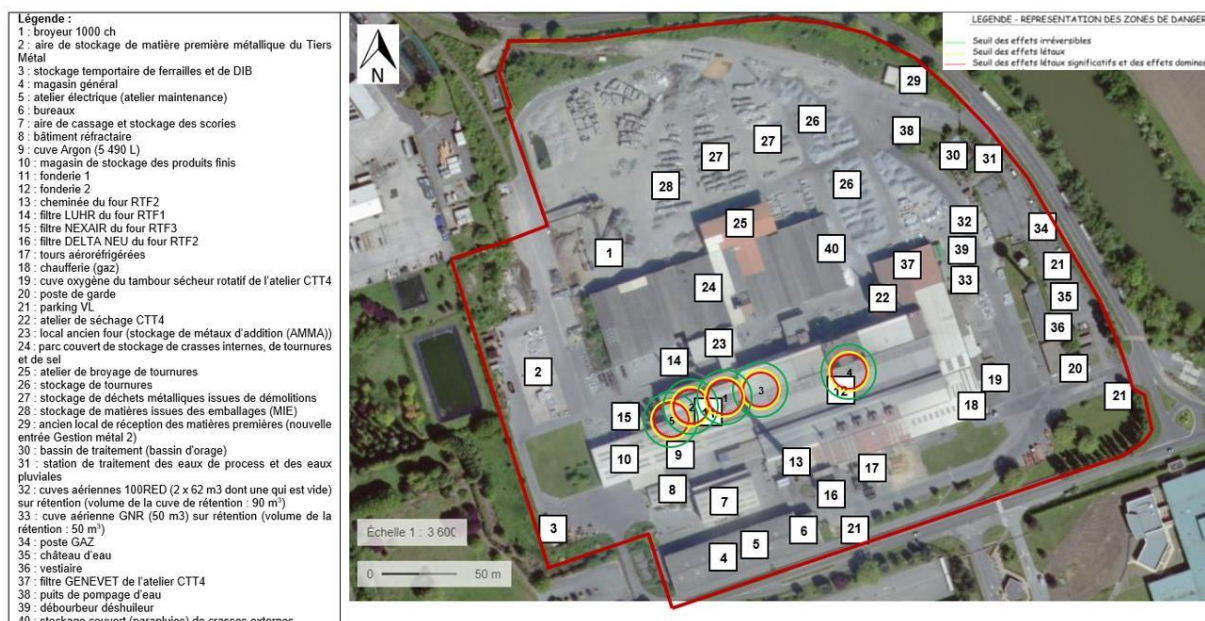 Légende :
1 : broyeur 1000 ch
2 : aire de stockage de matière première métallique du Tiers
Métal
3 : stockage temportaire de ferrailles et de DIB
4 : magasin général
5 : atelier électrique (atelier maintenance)
6 : bureaux
7 : aire de cassage et stockage des scories
8 : bâtiment réfractaire
9 : cuve Argon (5 490 L)
10 : magasin de stockage des produits finis
11 : fonderie 1
12 : fonderie 2
13 : cheminée du four RTF2
14 : filtre LUHR du four RTF1
15 : filtre NEXAIR du four RTF3
16 : filtre DELTA NEU du four RTF2
17 : tours aéroréfrigérées
18 : chaufferie (gaz)
19 : cuve oxygène du tambour sécheur rotatif de l'atelier CTT4
20 : poste de garde
21 : parking VL
22 : atelier de séchage CTT4
23 : local ancien four (stockage de métaux d'addition (AMMA))
24 : parc couvert de stockage de crasses internes, de tournures
et de sel
25 : atelier de broyage de tournures
26 : stockage de tournures
27 : stockage de déchets métalliques issues de démolitions
28 : stockage de matières issues des emballages (MIE)
29 : ancien local de réception des matières premières (nouvelle
entrée Gestion métal 2)
30 : bassin de traitement (bassin d'orage)
31 : station de traitement des eaux de process et des eaux
pluviales
32 : cuves aériennes 100RED (2 x 62 m3 dont une qui est vide)
sur rétention (volume de la cuve de rétention : 90 m³)
33 : cuve aérienne GNR (50 m3) sur rétention (volume de la
rétention : 50 m³)
34 : poste GAZ
35 : château d'eau
36 : vestiaire
37 : filtre GENEVET de l'atelier CTT4
38 : puits de pompage d'eau
39 : débourbeur déshuileur
40 : stockage couvert (parapluies) de crasses externes
LEGENDE - REPRESENTATION DES ZONES DE DANGER
Seuil des effets irréversibles
Seuil des effets létaux
Seuil des effets létaux significatifs et des effets dominos
N
29
26
38
27
27
30
31
28
26
25
32
34
1
40
39
37
21
33
24
22
35
36
23
14
2
20
4
19
3
12
1
21
2
18
15
5
9
10
13
17
8
7
16
3
6
21
5
4
Échelle 1 : 3 600
0
50 m